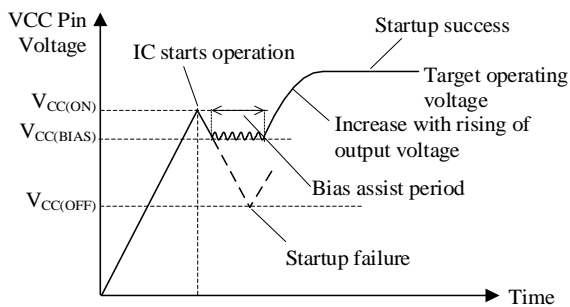 VCC Pin
Voltage
Startup success
IC starts operation
Target operating
voltage
VCC(ON)
Increase with rising of
output voltage
VCC(BIAS)
Bias assist period
VCC(OFF)
Startup failure
Time